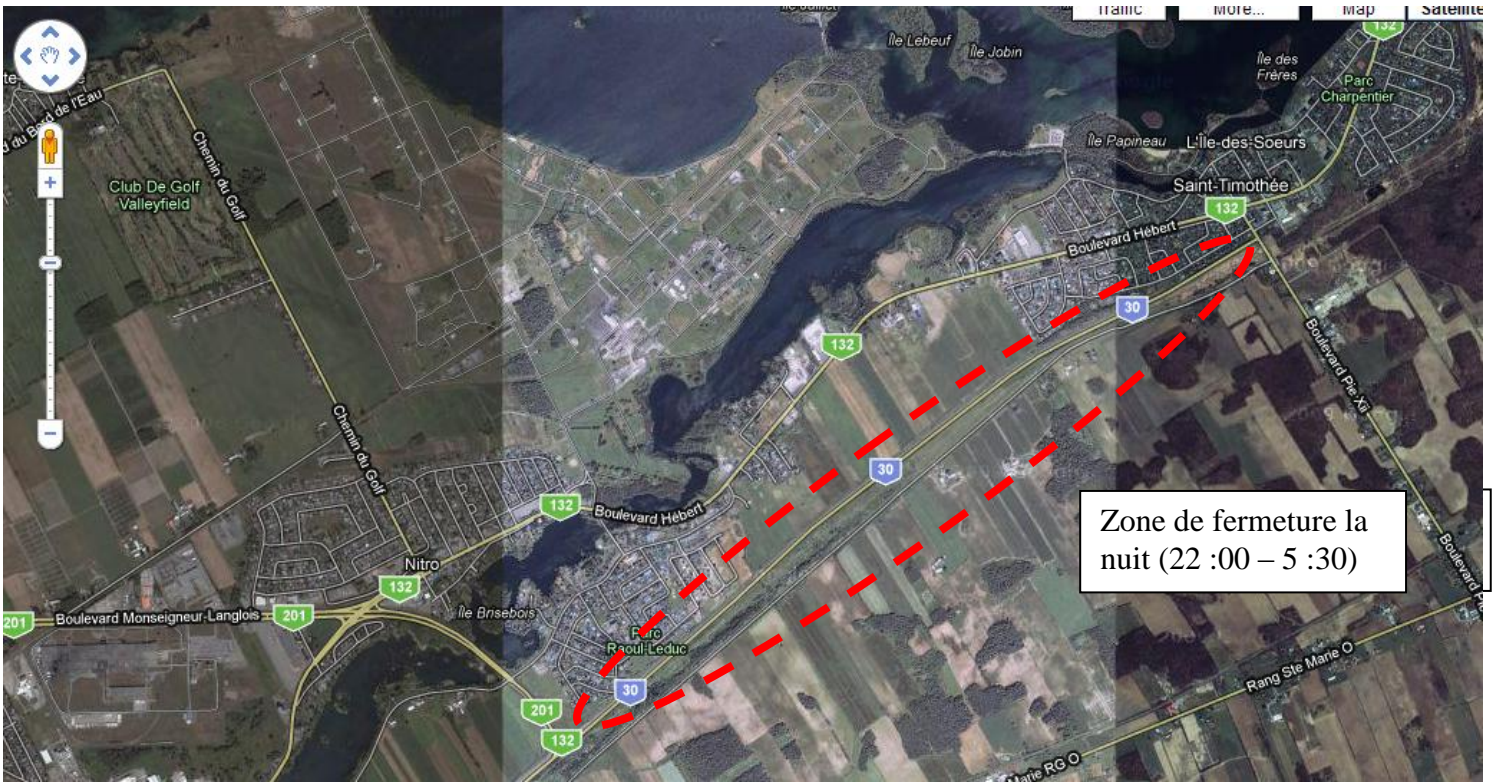 Île Lebeuf
Île Jobin
Traffic
More...
Map
Satellite
132
Île des
Frères
Parc
Charpentier
d du Bord de l'Eau
Chemin du Golf
Club De Golf
Valleyfield
Île Papineau
L'Île-des-Soeurs
Saint-Timothée
132
Boulevard Hébert
30
132
Boulevard Pie-Xii
Chemin du Golf
30
132
Boulevard Hébert
Zone de fermeture la
nuit (22 :00 – 5 :30)
Nitro
132
Île Brisebois
201
Boulevard Monseigneur-Langlois
201
Parc
Raoul-Leduc
30
201
132
Rang Ste Marie O
Marie RG O